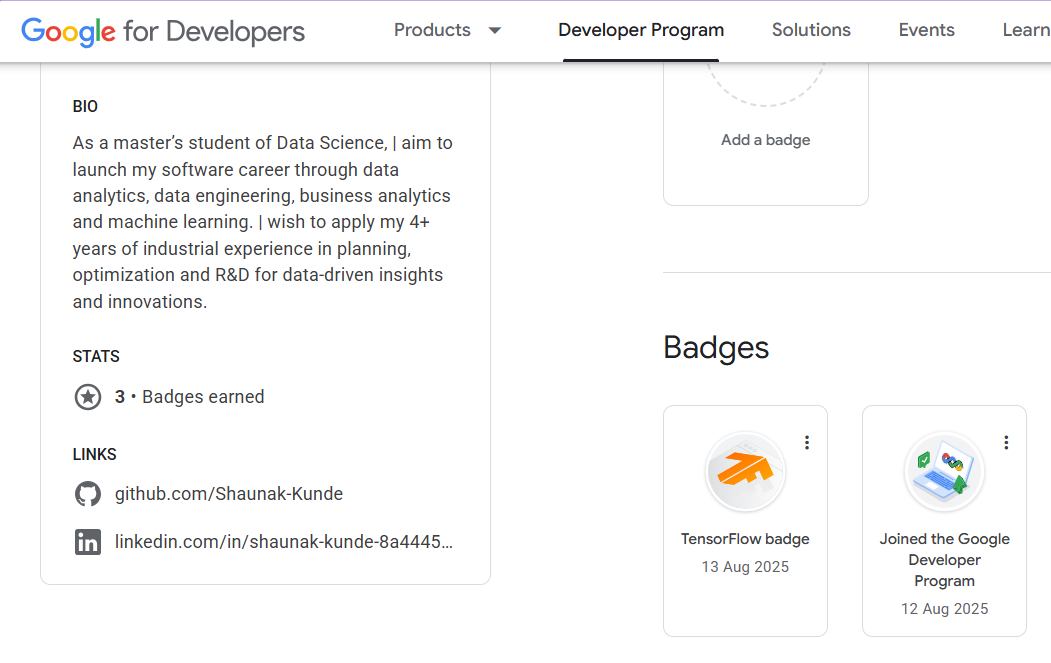 Google for Developers
Products
Developer Program
Solutions
Events
Learn
BIO
As a master’s student of Data Science, | aim to
launch my software career through data
analytics, data engineering, business analytics
and machine learning. | wish to apply my 4+
years of industrial experience in planning,
optimization and R&D for data-driven insights
and innovations.
STATS
3 • Badges earned
LINKS
github.com/Shaunak-Kunde
linkedin.com/in/shaunak-kunde-8a4445…
Add a badge
Badges
TensorFlow badge
13 Aug 2025
Joined the Google
Developer
Program
12 Aug 2025